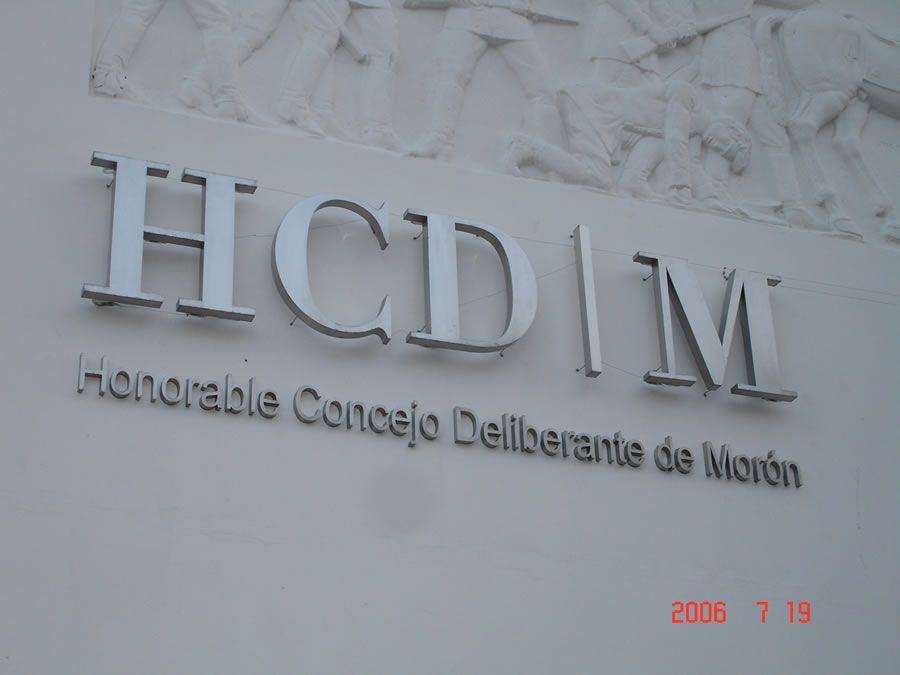 HCD|M
Honorable Concejo Deliberante de Morón
2006 7 19